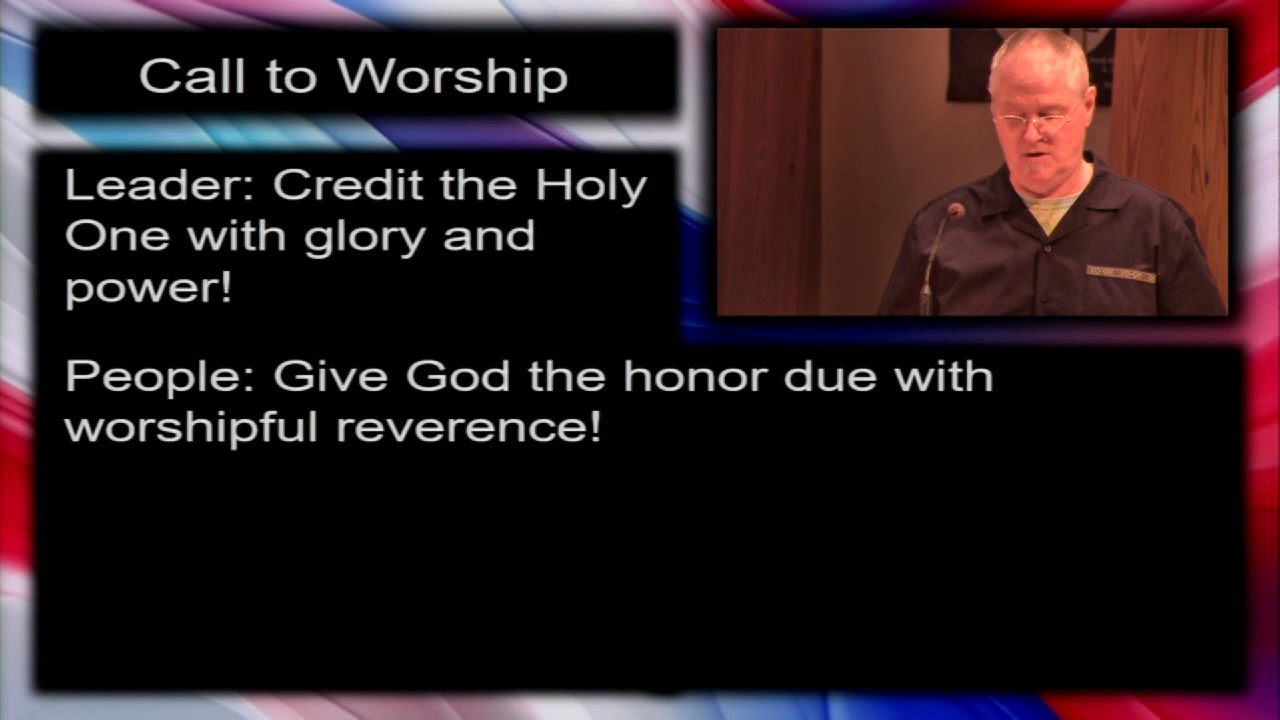 Call to Worship
Leader: Credit the Holy
One with glory and
power!
People: Give God the honor due with
worshipful reverence!